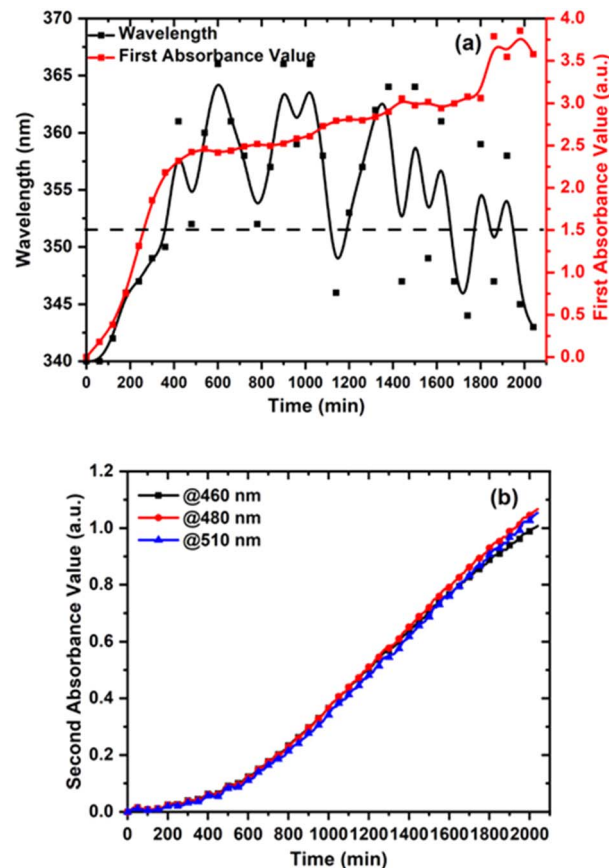 370
365
360
355
350
345
340
Wavelength (nm)
Wavelength
First Absorbance Value
(a)
4.0
3.5
3.0
2.5
2.0
1.5
1.0
0.5
0.0
First Absorbance Value (a.u.)
0 200 400 600 800 1000 1200 1400 1600 1800 2000
Time (min)
1.2
1.0
0.8
0.6
0.4
0.2
0.0
Second Absorbance Value (a.u.)
@460 nm
@480 nm
@510 nm
(b)
0 200 400 600 800 1000 1200 1400 1600 1800 2000
Time (min)